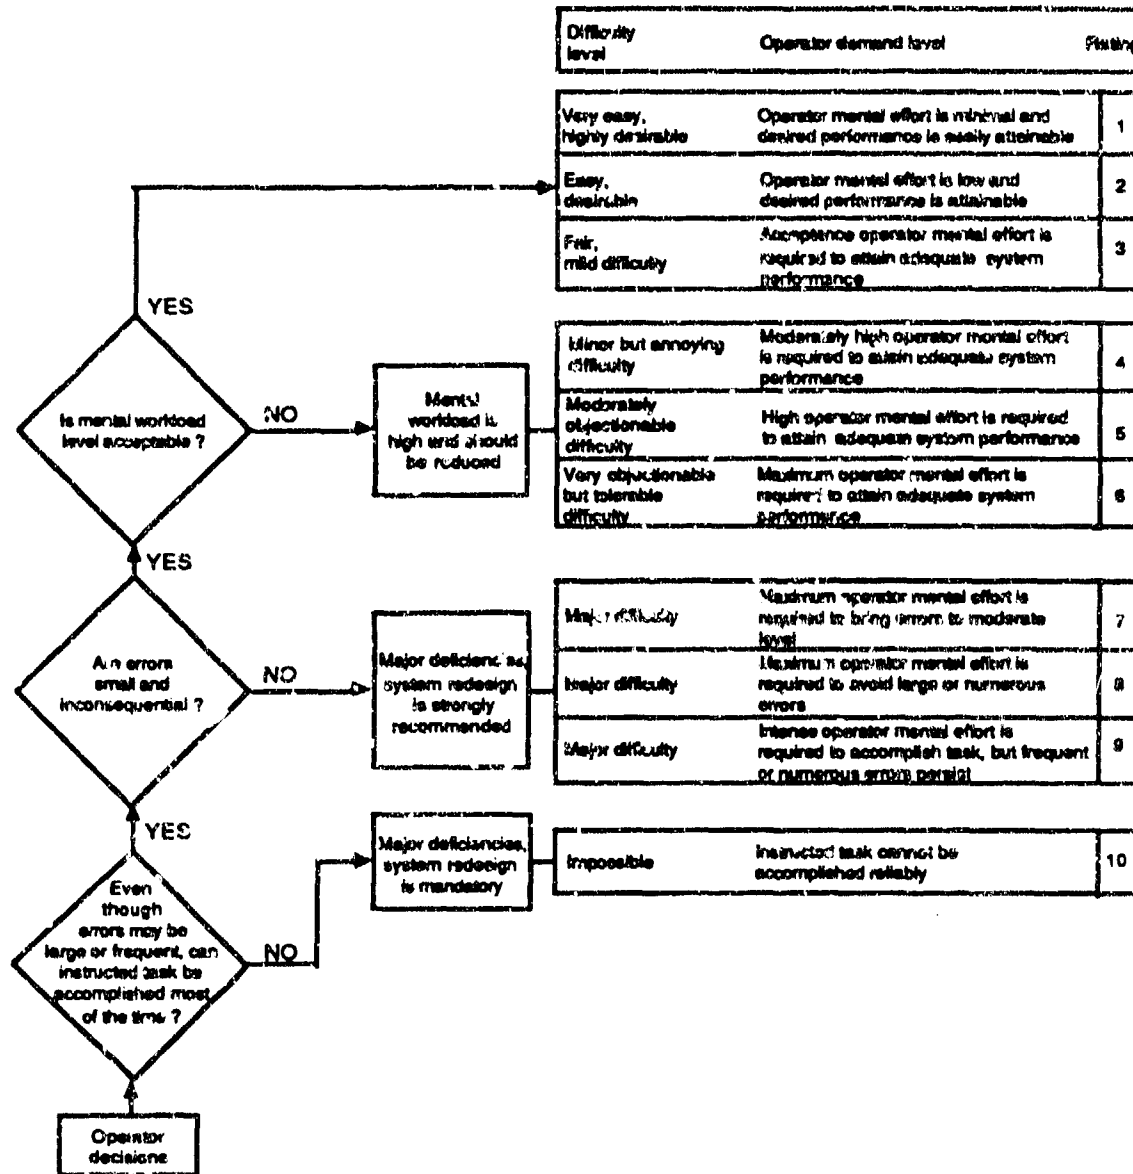 Difficulty
level
Operator demand level
Rating
Very easy,
highly desirable
Operator mental effort is minimal and
desired performance is easily attainable
1
Easy,
desirable
Operator mental effort is low and
desired performance is attainable
2
Fair,
mild difficulty
Acceptance operator mental effort is
required to attain adequate system
performance
3
YES
Minor but annoying
difficulty
Moderately high operator mental effort
is required to attain adequate system
performance
4
Is mental workload
level acceptable ?
NO
Mental
workload is
high and should
be reduced
Moderately
objectionable
difficulty
High operator mental effort is required
to attain adequate system performance
5
Very objectionable
but tolerable
difficulty
Maximum operator mental effort is
required to attain adequate system
performance
6
YES
Major difficulty
Maximum operator mental effort is
required to bring errors to moderate
level
7
Are errors
small and
inconsequential ?
NO
Major deficiencies,
system redesign
is strongly
recommended
Major difficulty
Maximum operator mental effort is
required to avoid large or numerous
errors
8
Major difficulty
Intense operator mental effort is
required to accomplish task, but frequent
or numerous errors persist
9
YES
Major deficiencies,
system redesign
is mandatory
Impossible
Instructed task cannot be
accomplished reliably
10
Even
though
errors may be
large or frequent, can
instructed task be
accomplished most
of the time ?
NO
Operator
decisions